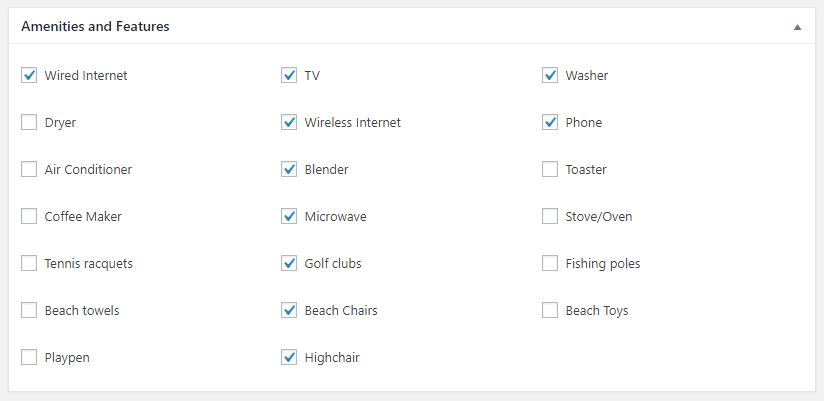 Amenities and Features
Wired Internet TV Washer
Dryer Wireless Internet Phone
Air Conditioner Blender Toaster
Coffee Maker Microwave Stove/Oven
Tennis racquets Golf clubs Fishing poles
Beach towels Beach Chairs Beach Toys
Playpen Highchair